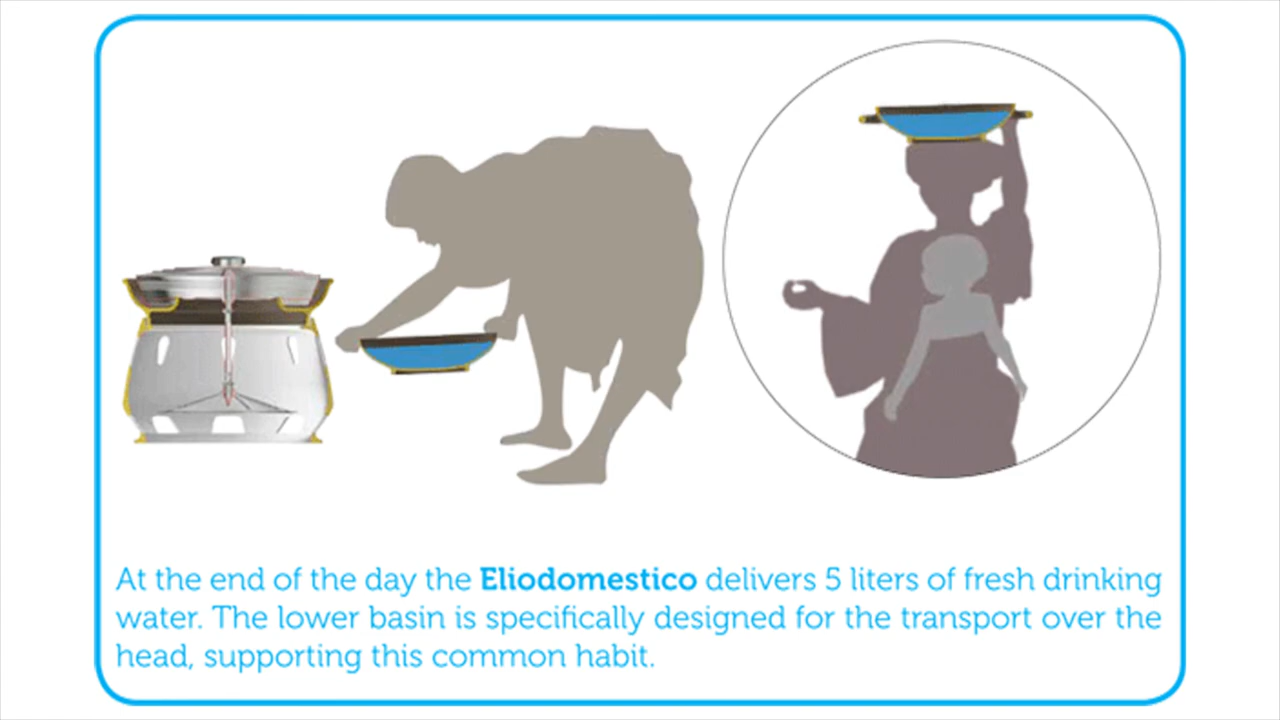 At the end of the day the Eliodomestico delivers 5 liters of fresh drinking
water. The lower basin is specifically designed for the transport over the
head, supporting this common habit.